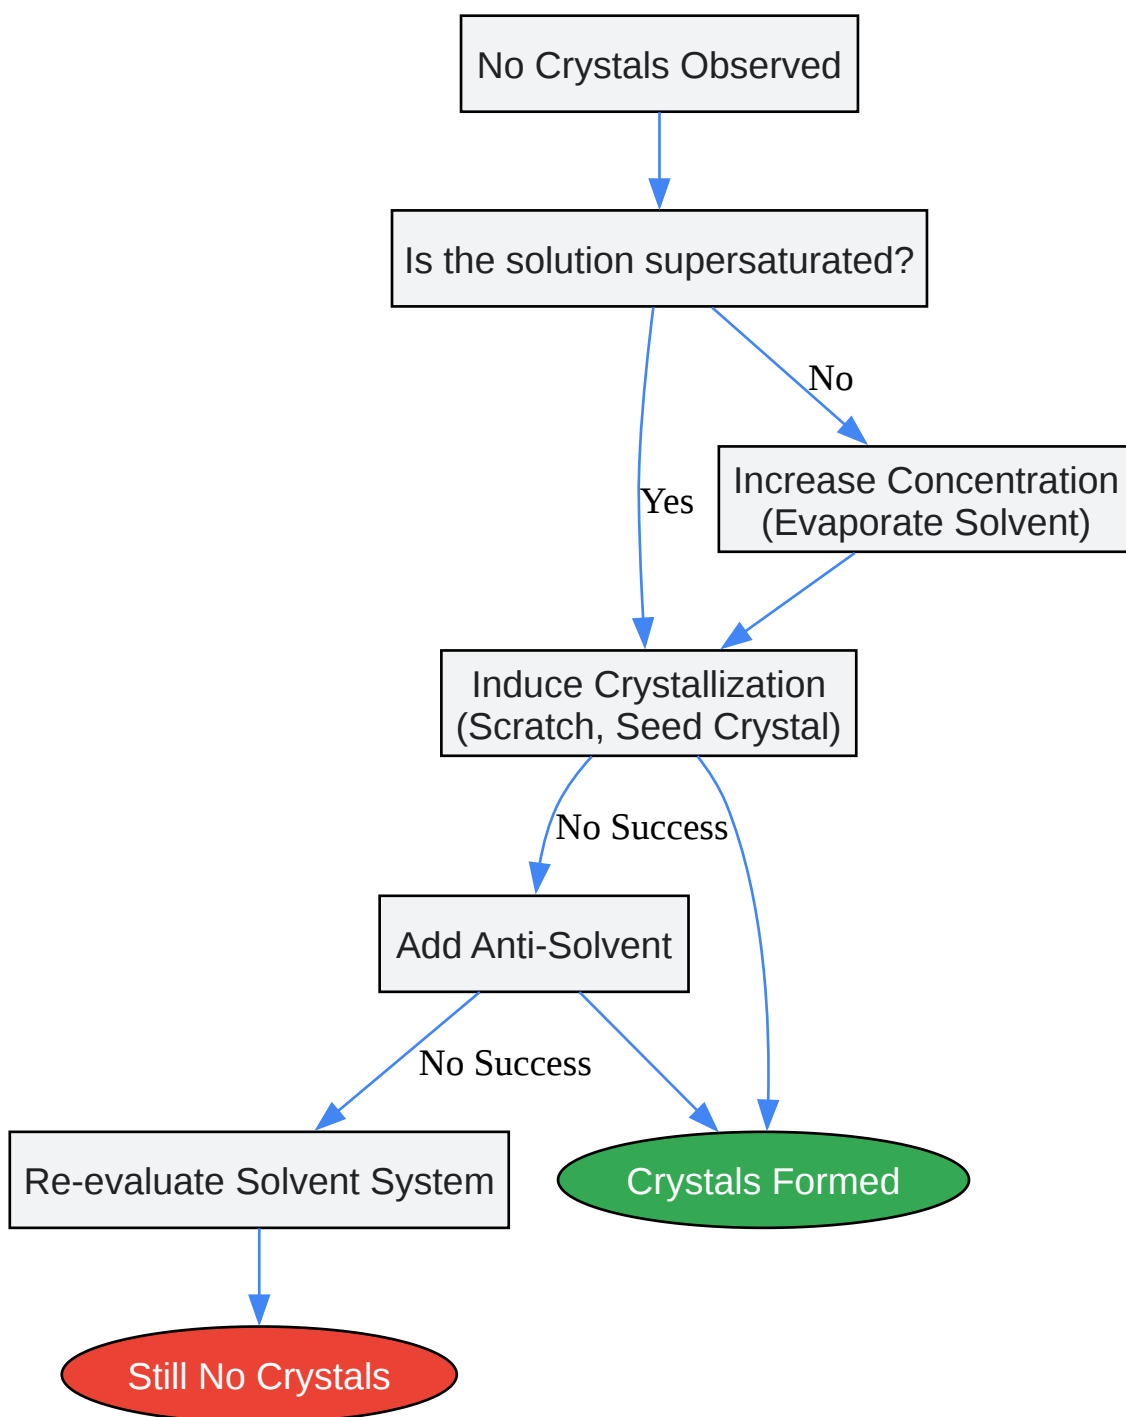 No Crystals Observed
Is the solution supersaturated?
No
Increase Concentration
(Evaporate Solvent)
Yes
Induce Crystallization
(Scratch, Seed Crystal)
No Success
Add Anti-Solvent
No Success
Re-evaluate Solvent System
Crystals Formed
Still No Crystals